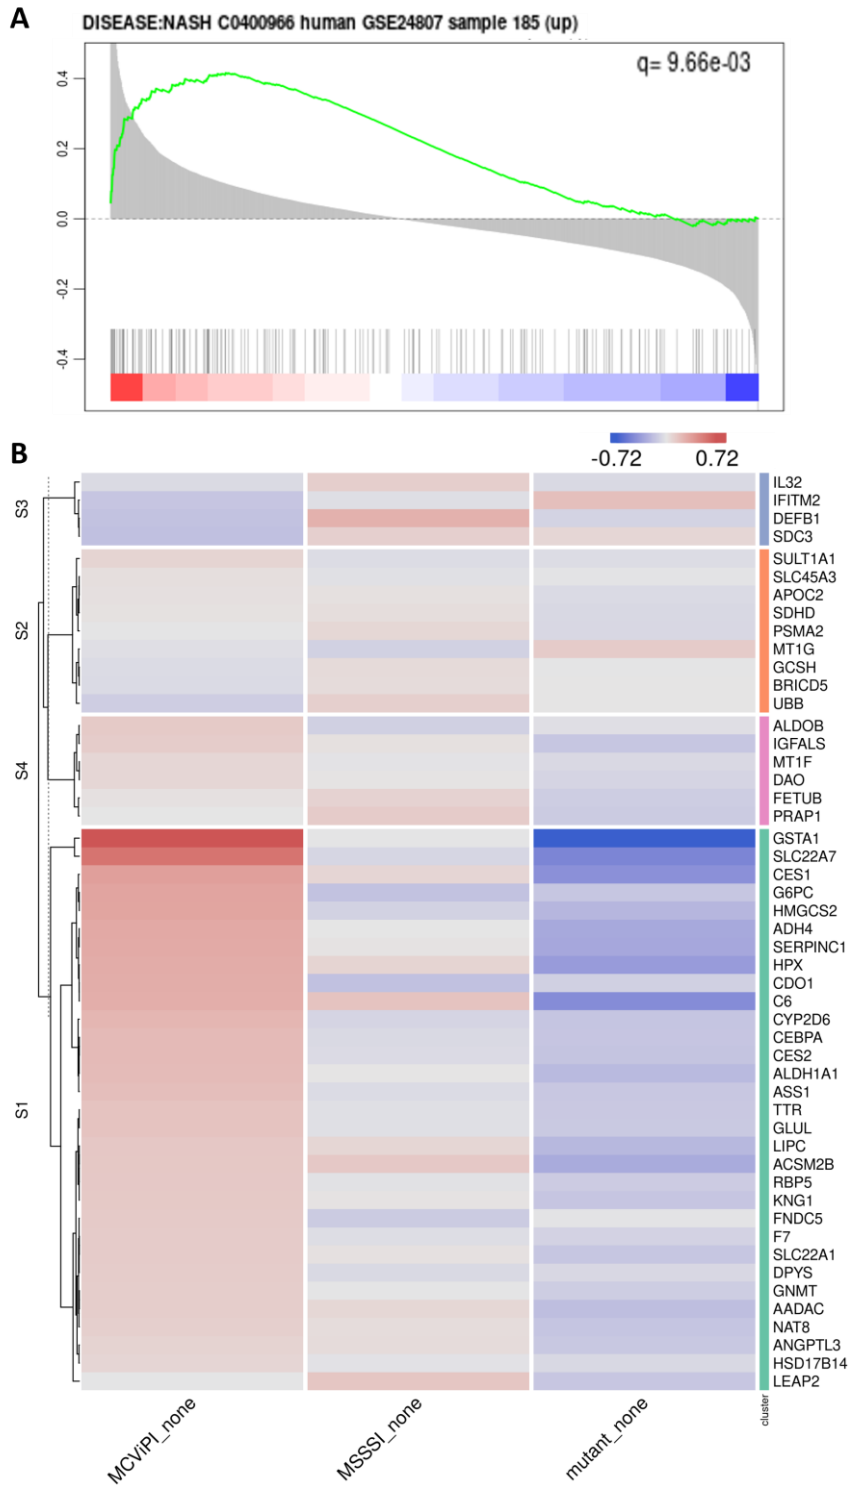 A
DISEASE:NASH C0400966 human GSE24807 sample 185 (up)
q= 9.66e-03
0.4
0.2
0.0
-0.2
-0.4
B
-0.72 0.72
S3
IL32
IFITM2
DEFB1
SDC3
S2
SULT1A1
SLC45A3
APOC2
SDHD
PSMA2
MT1G
GCSH
BRICD5
UBB
S4
ALDOB
IGFALS
MT1F
DAO
FETUB
PRAP1
S1
GSTA1
SLC22A7
CES1
G6PC
HMGCS2
ADH4
SERPINC1
HPX
CDO1
C6
CYP2D6
CEBPA
CES2
ALDH1A1
ASS1
TTR
GLUL
LIPC
ACSM2B
RBP5
KNG1
FNDC5
F7
SLC22A1
DPYS
GNMT
AADAC
NAT8
ANGPTL3
HSD17B14
LEAP2
MCViPI_none
MSSSI_none
mutant_none
cluster